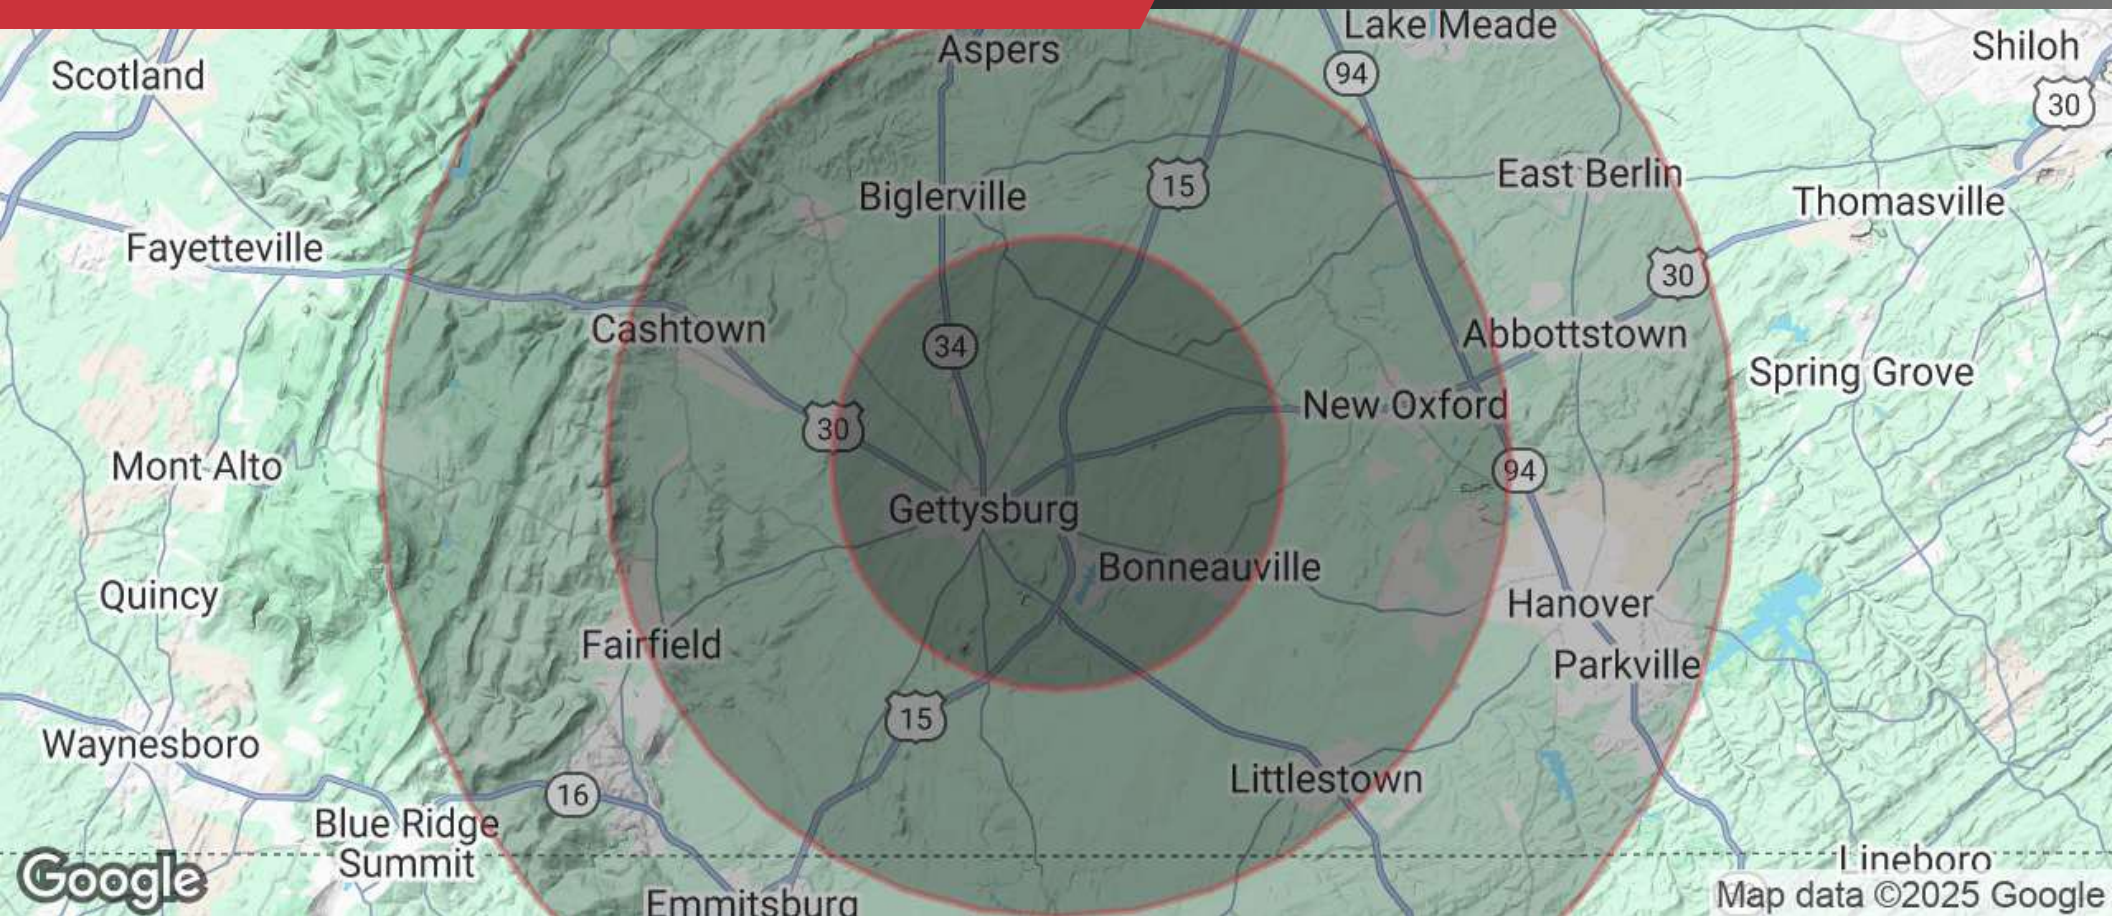 Lake Meade
Aspers
Shiloh
Scotland
94
30
Biglerville
15
East Berlin
Thomasville
Fayetteville
30
Cashtown
34
Abbottstown
Spring Grove
30
New Oxford
Mont Alto
94
Gettysburg
Bonneauville
Quincy
Hanover
Fairfield
Parkville
15
Waynesboro
Littlestown
16
Blue Ridge
Summit
Lineboro
Google
Emmitsburg
Map data ©2025 Google